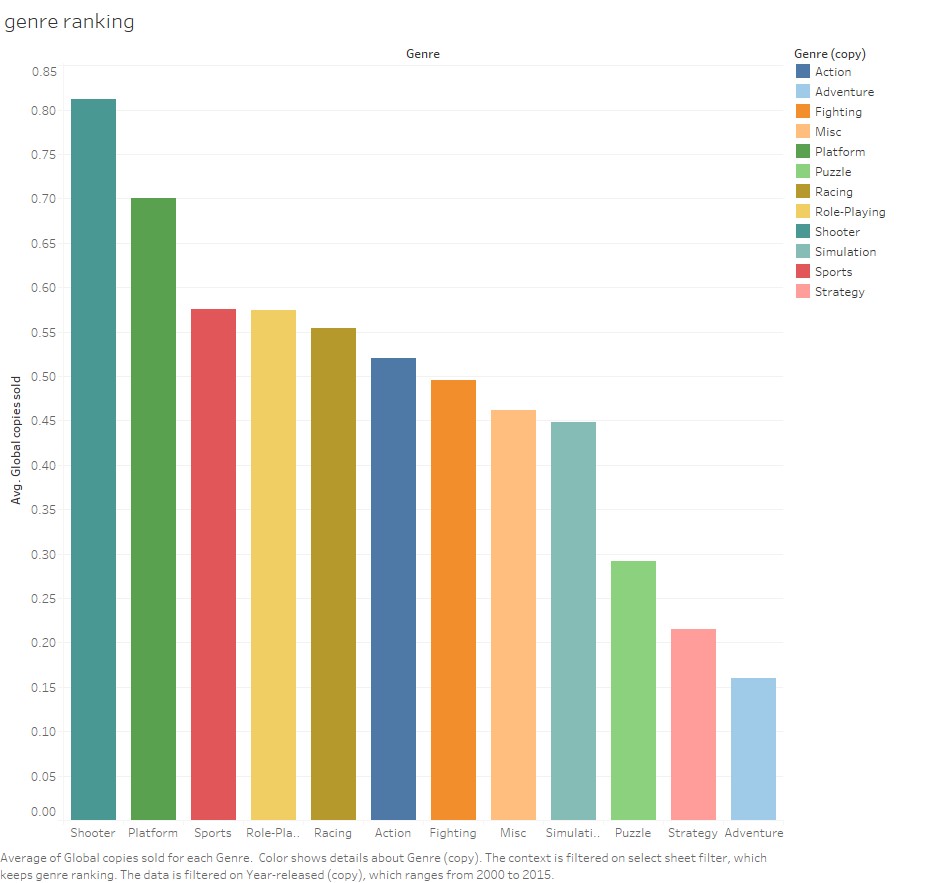 genre ranking
Genre
Genre (copy)
Action
Adventure
Fighting
Misc
Platform
Puzzle
Racing
Role-Playing
Shooter
Simulation
Sports
Strategy
Avg. Global copies sold
0.85
0.80
0.75
0.70
0.65
0.60
0.55
0.50
0.45
0.40
0.35
0.30
0.25
0.20
0.15
0.10
0.05
0.00
Shooter Platform Sports Role-Pla.. Racing Action Fighting Misc Simulati.. Puzzle Strategy Adventure
Average of Global copies sold for each Genre.  Color shows details about Genre (copy). The context is filtered on select sheet filter, which
keeps genre ranking. The data is filtered on Year-released (copy), which ranges from 2000 to 2015.